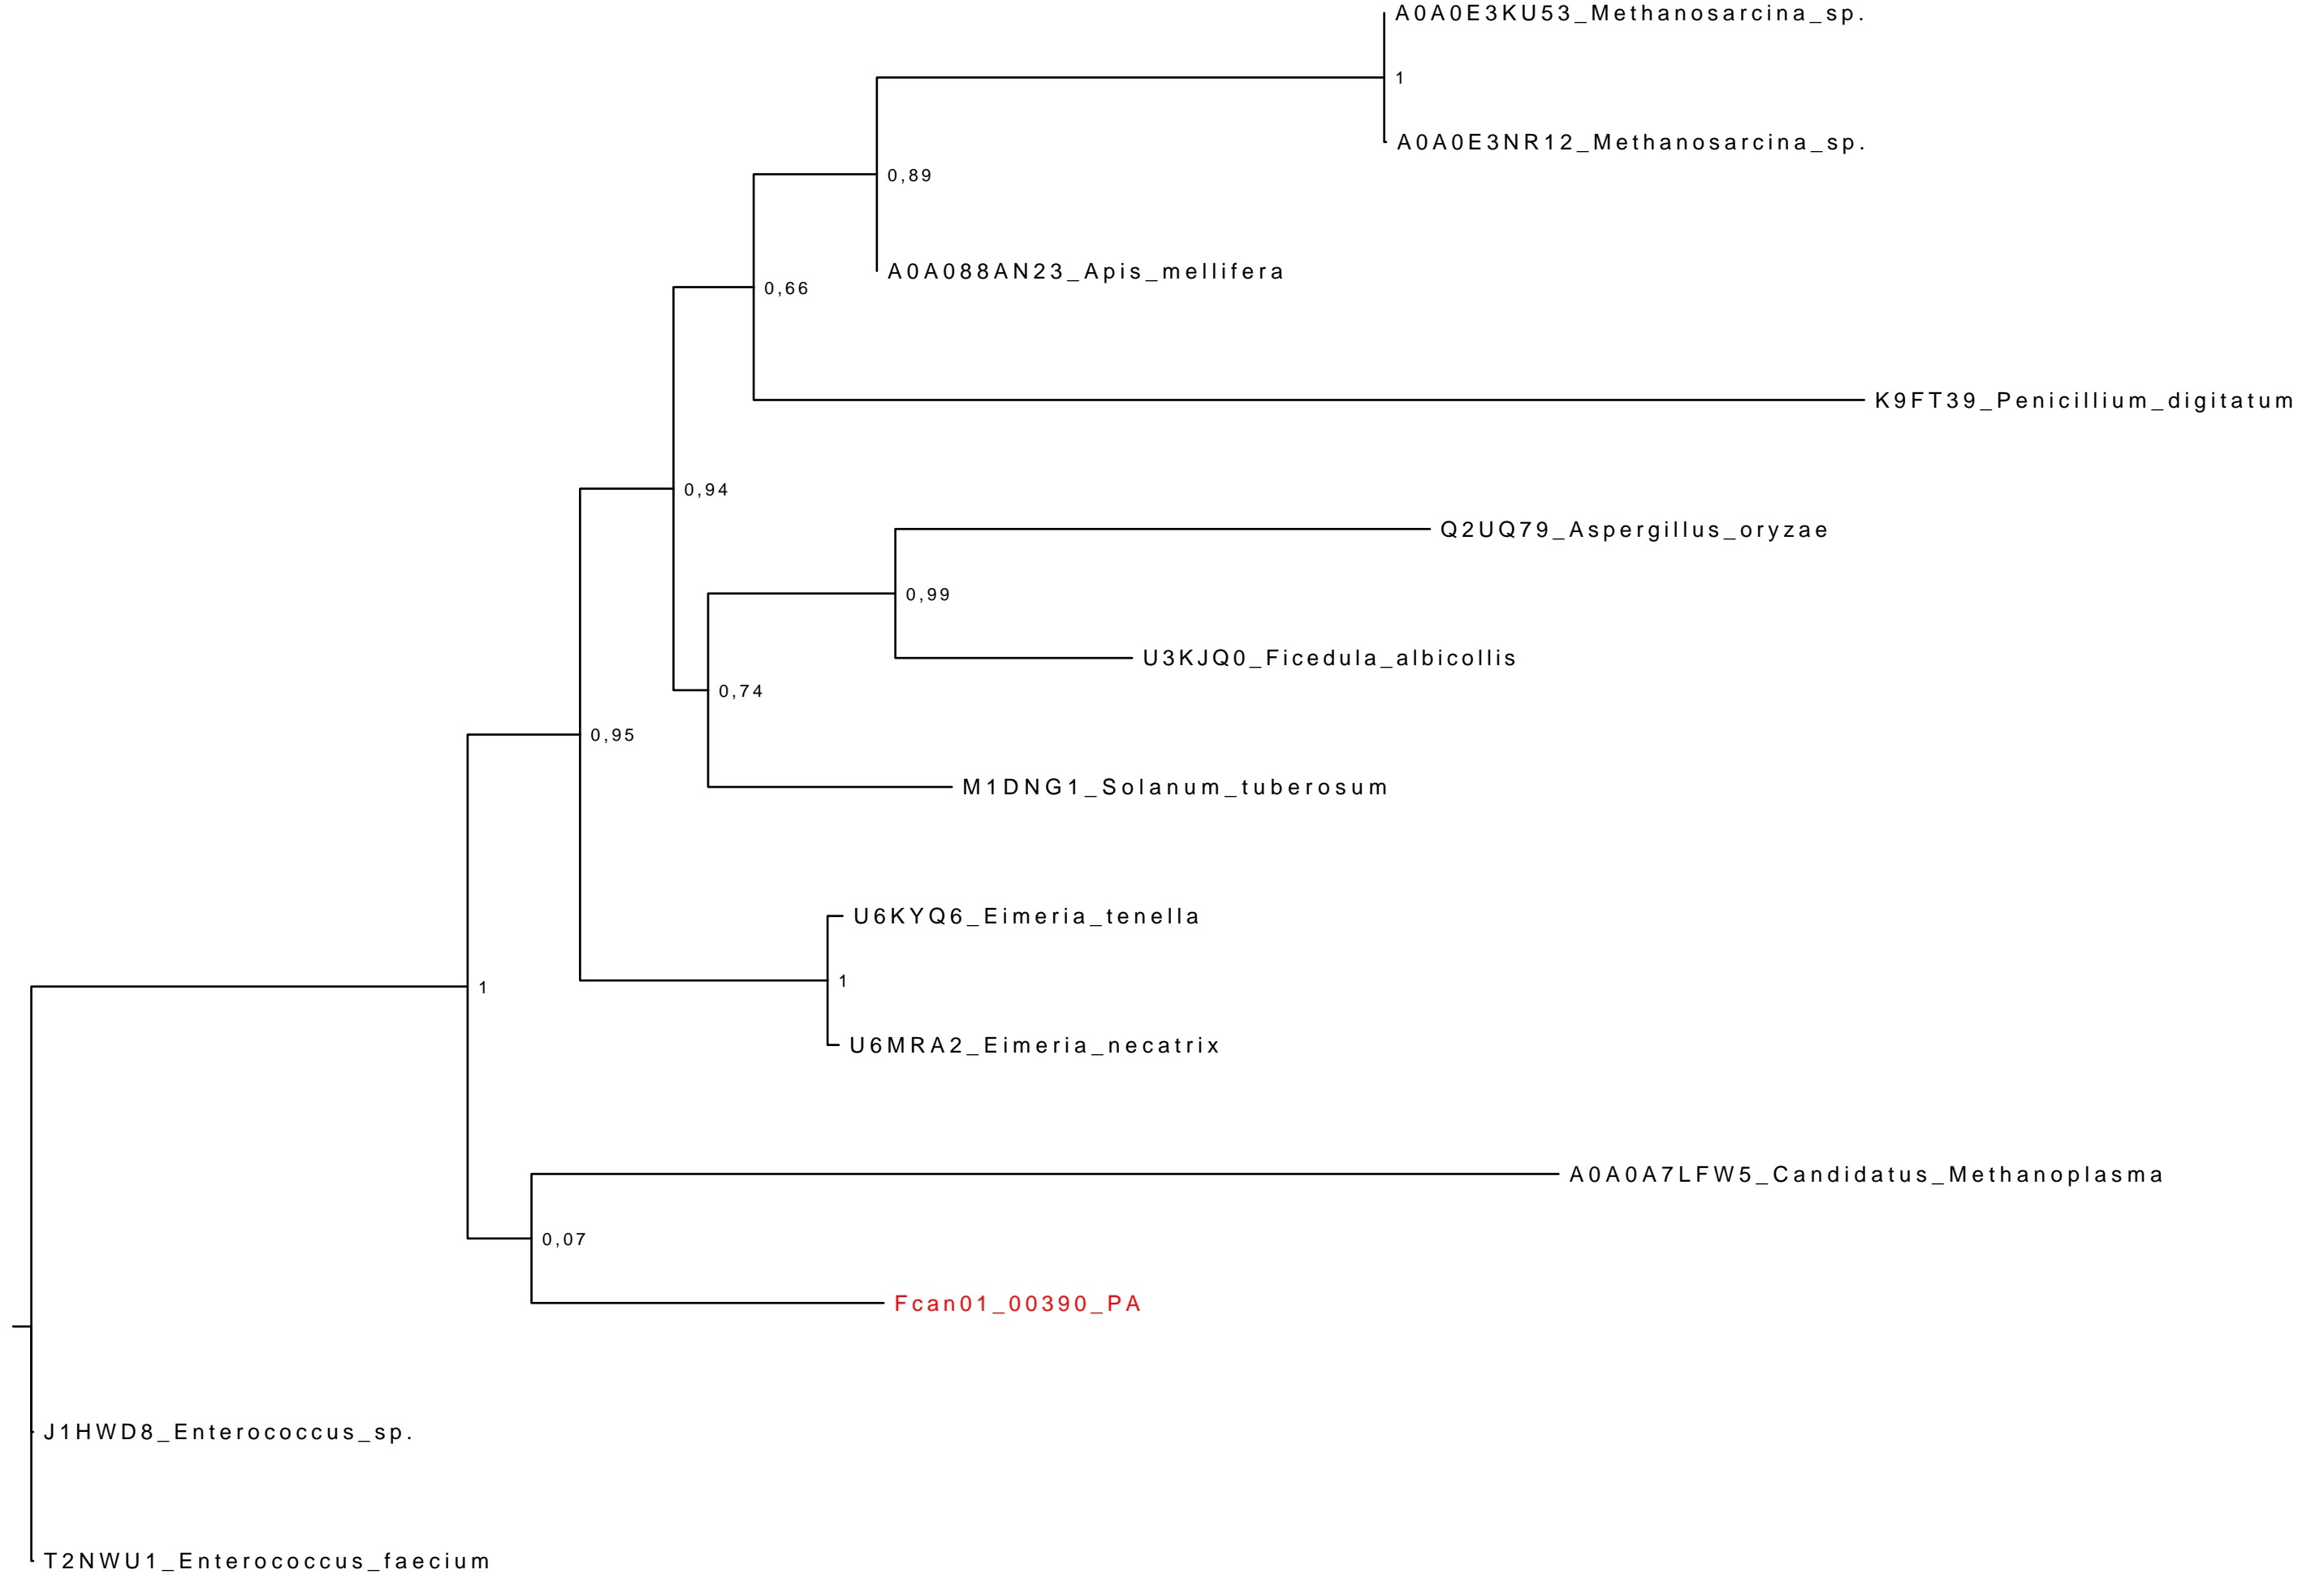 A0A0E3KU53_Methanosarcina_sp.
1
A0A0E3NR12_Methanosarcina_sp.
0,89
A0A088AN23_Apis_mellifera
0,66
K9FT39_Penicillium_digitatum
0,94
Q2UQ79_Aspergillus_oryzae
0,99
U3KJQ0_Ficedula_albicollis
0,74
0,95
M1DNG1_Solanum_tuberosum
U6KYQ6_Eimeria_tenella
1
1
U6MRA2_Eimeria_necatrix
A0A0A7LFW5_Candidatus_Methanoplasma
0,07
Fcan01_00390_PA
J1HWD8_Enterococcus_sp.
T2NWU1_Enterococcus_faecium